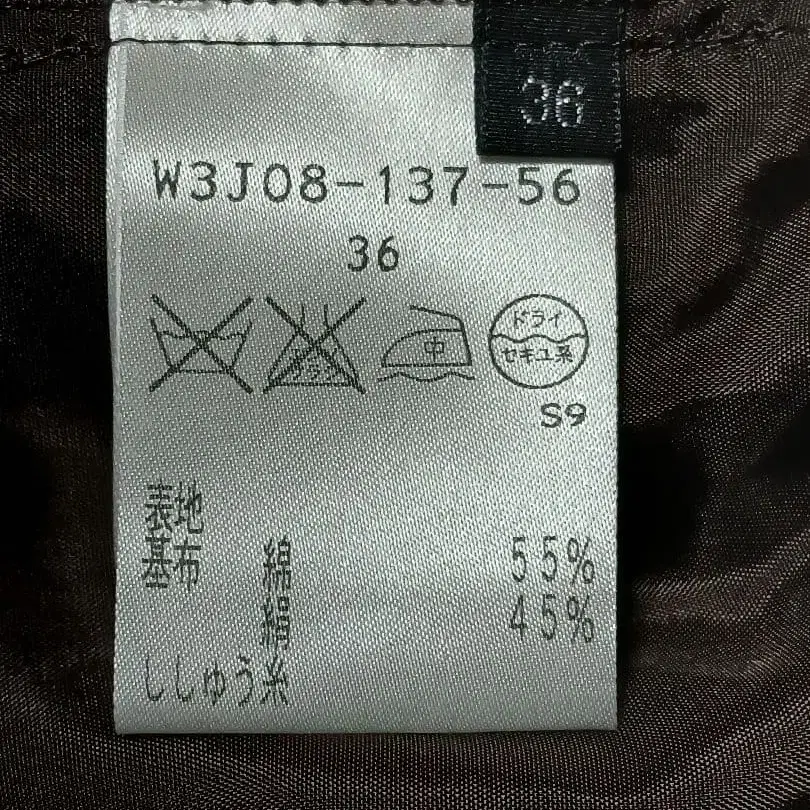 36
W3J08-137-56
36
中
ドライ
セキユ系
S9
表地
基布 綿 55%
絹 45%
ししゅう糸